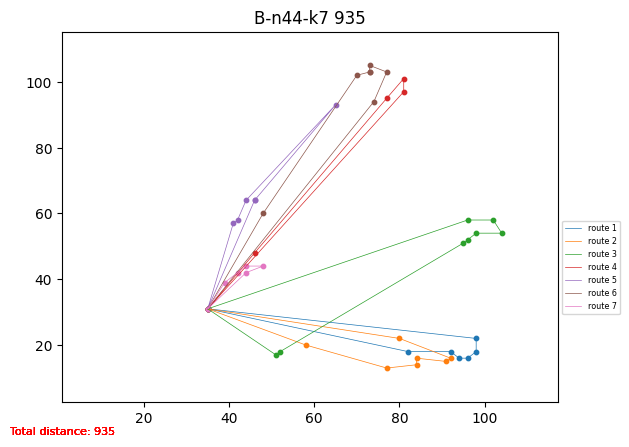 B-n44-k7 935
100
80
60
40
20
20
40
60
80
100
route 1
route 2
route 3
route 4
route 5
route 6
route 7
Total distance: 935